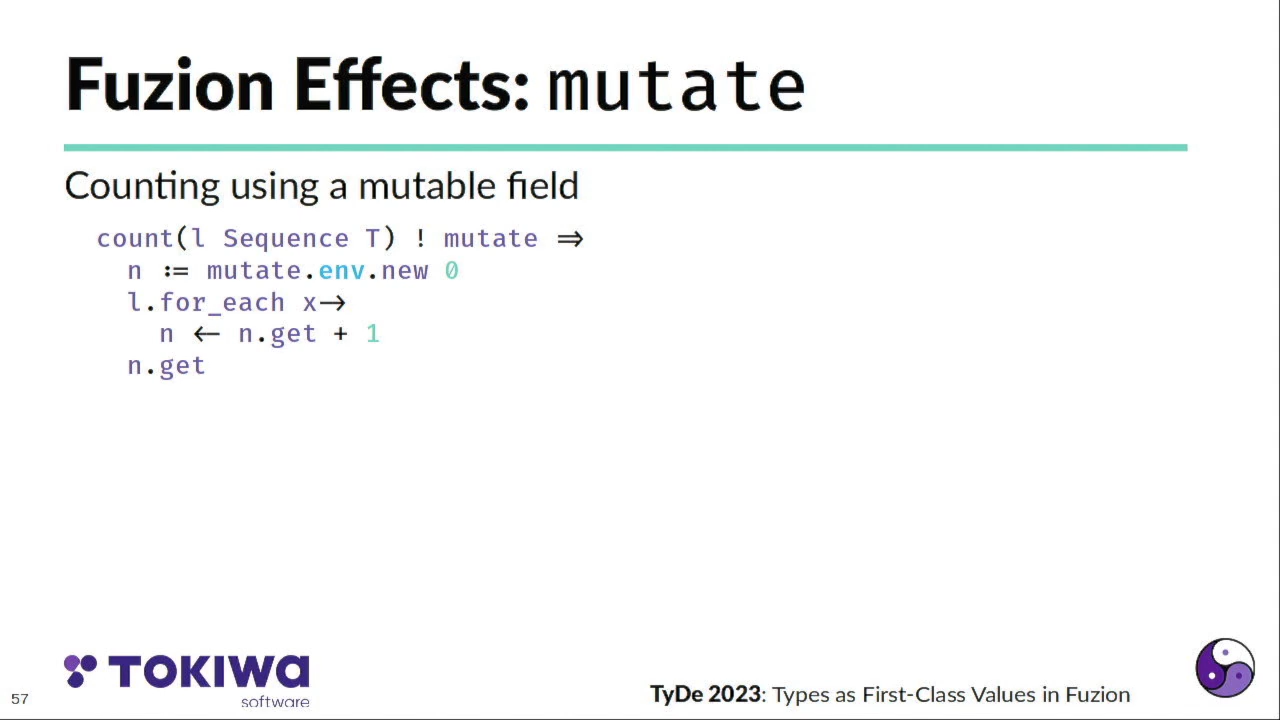 Fuzion Effects: mutate
Counting using a mutable field
count(l Sequence T) ! mutate ⇒
n := mutate.env.new 0
l.for_each x→
n ← n.get + 1
n.get
TOKIWA
software
57
TyDe 2023: Types as First-Class Values in Fuzion